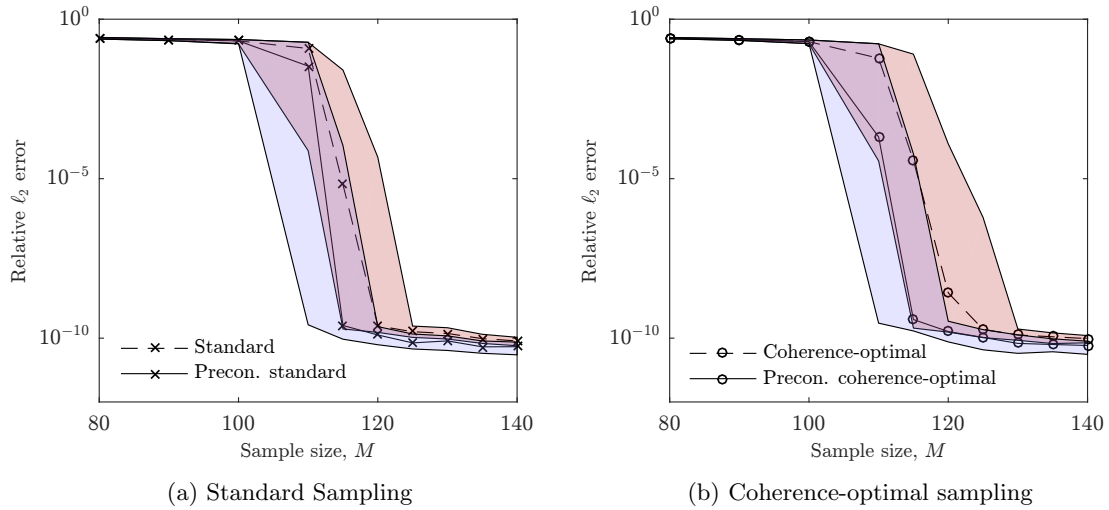 10^0
10^-5
10^-10
Relative ℓ2 error
Standard
Precon. standard
80
100
120
140
Sample size, M
(a) Standard Sampling
10^0
10^-5
10^-10
Relative ℓ2 error
Coherence-optimal
Precon. coherence-optimal
80
100
120
140
Sample size, M
(b) Coherence-optimal sampling